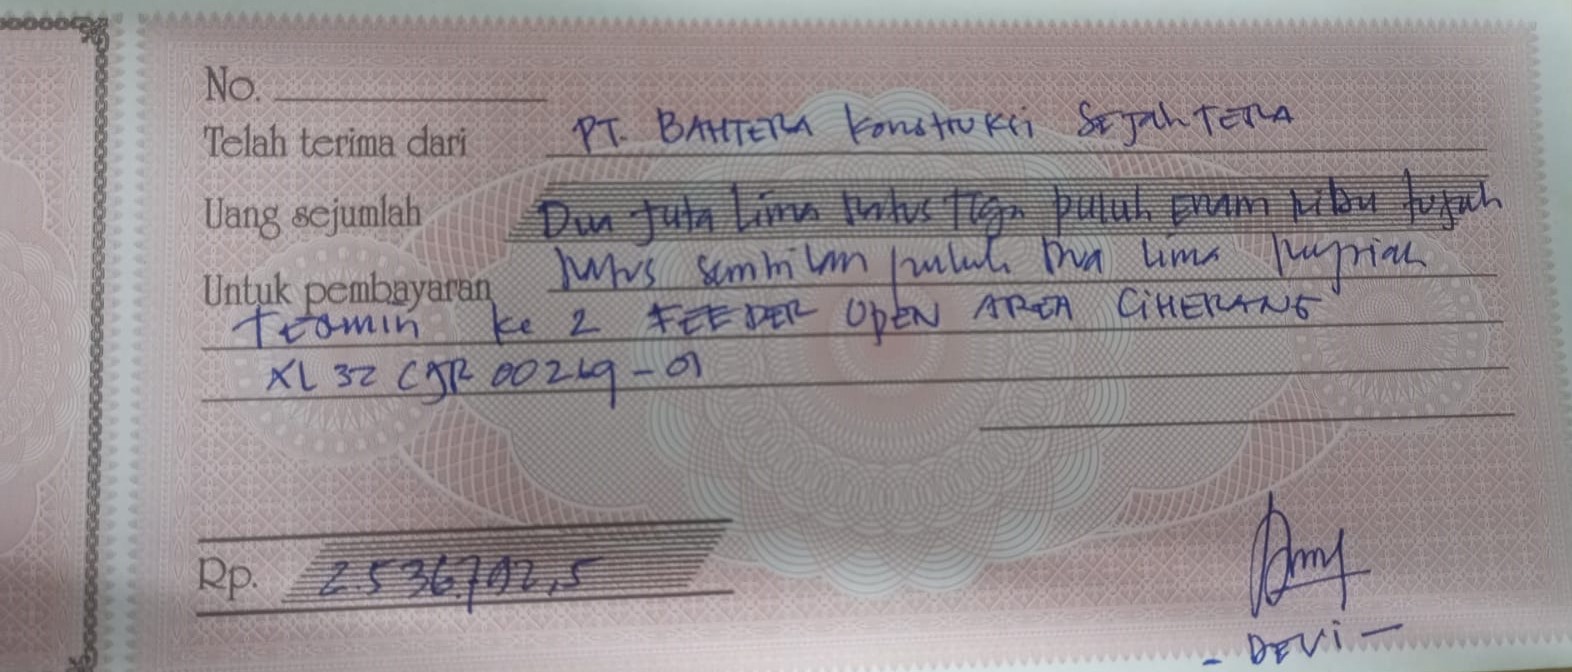 No.
Telah terima dari PT. BAHTERA Konstruksi SEJahTERA
Uang sejumlah Dua Juta Lima Ratus Tiga puluh Enam Ribu tujuh
Ratus Sembilan puluh Dua lima Rupiah
Untuk pembayaran
Termin ke 2 FEEDER OpEN AREA CiHERANG
XL 32 CJR 00269-01
Rp. 2.536.792,5
- DEVi -